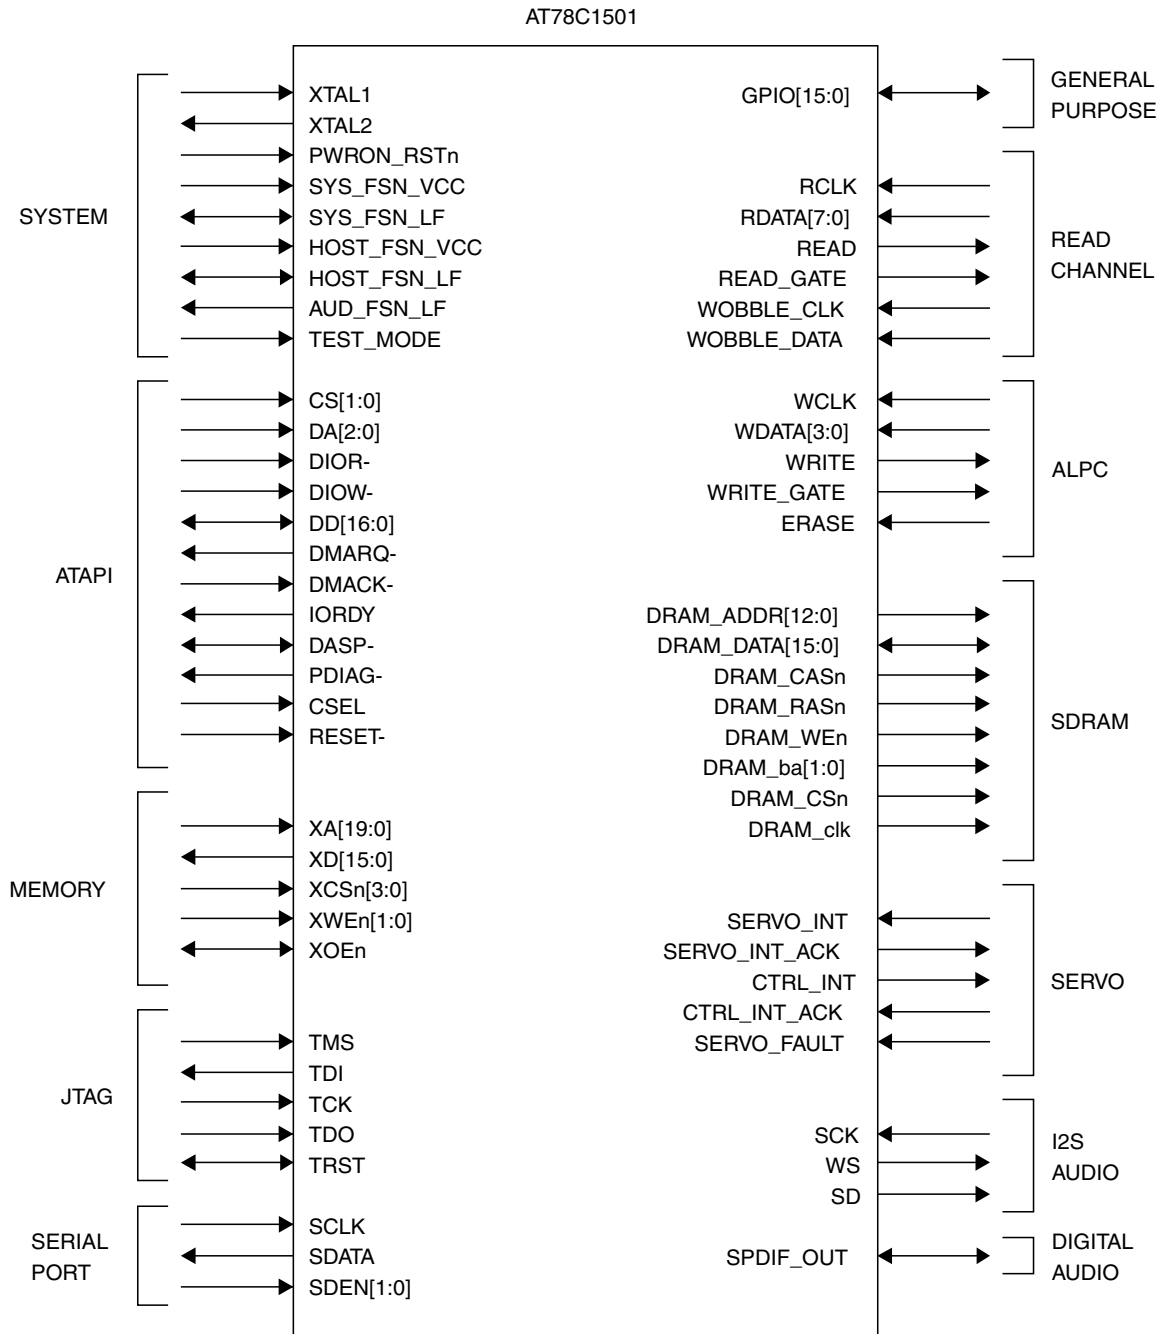 AT78C1501
SYSTEM
XTAL1
XTAL2
PWRON_RSTn
SYS_FSN_VCC
SYS_FSN_LF
HOST_FSN_VCC
HOST_FSN_LF
AUD_FSN_LF
TEST_MODE
ATAPI
CS[1:0]
DA[2:0]
DIOR-
DIOW-
DD[16:0]
DMARQ-
DMACK-
IORDY
DASP-
PDIAG-
CSEL
RESET-
MEMORY
XA[19:0]
XD[15:0]
XCSn[3:0]
XWEn[1:0]
XOEn
JTAG
TMS
TDI
TCK
TDO
TRST
SERIAL
PORT
SCLK
SDATA
SDEN[1:0]
GPIO[15:0]
GENERAL
PURPOSE
RCLK
RDATA[7:0]
READ
READ_GATE
WOBBLE_CLK
WOBBLE_DATA
READ
CHANNEL
WCLK
WDATA[3:0]
WRITE
WRITE_GATE
ERASE
ALPC
DRAM_ADDR[12:0]
DRAM_DATA[15:0]
DRAM_CASn
DRAM_RASn
DRAM_WEn
DRAM_ba[1:0]
DRAM_CSn
DRAM_clk
SDRAM
SERVO_INT
SERVO_INT_ACK
CTRL_INT
CTRL_INT_ACK
SERVO_FAULT
SERVO
SCK
WS
SD
I2S
AUDIO
SPDIF_OUT
DIGITAL
AUDIO